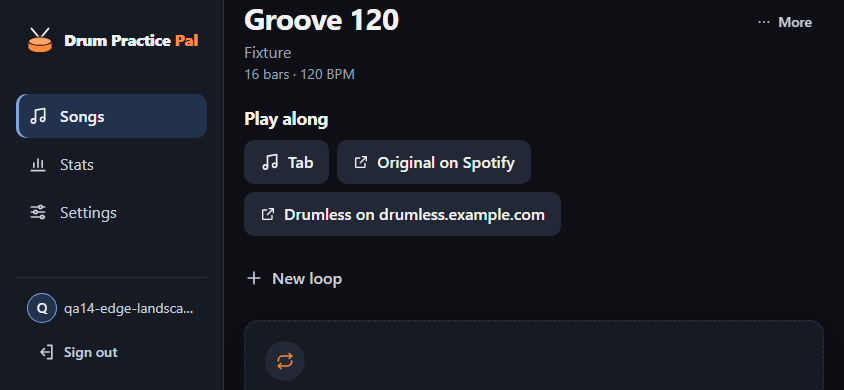 Drum Practice Pal
Songs
Stats
Settings
Q
qa14-edge-landsca...
Sign out
Groove 120
··· More
Fixture
16 bars · 120 BPM
Play along
Tab
Original on Spotify
Drumless on drumless.example.com
+ New loop